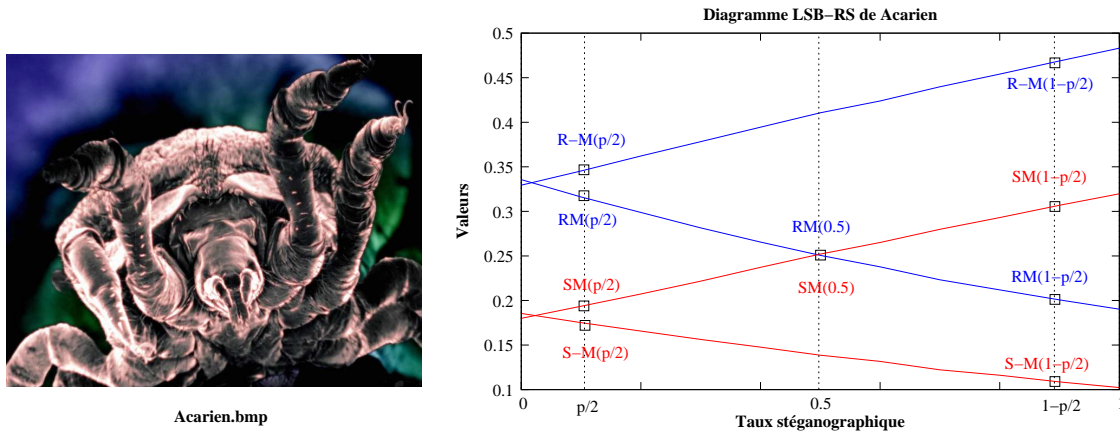 Acarien.bmp
Diagramme LSB−RS de Acarien
Valeurs
0.5
0.45
0.4
0.35
0.3
0.25
0.2
0.15
0.1
R−M(p/2)
RM(p/2)
SM(p/2)
S−M(p/2)
RM(0.5)
SM(0.5)
R−M(1−p/2)
SM(1−p/2)
RM(1−p/2)
S−M(1−p/2)
0 p/2 0.5 1−p/2 1
Taux stéganographique